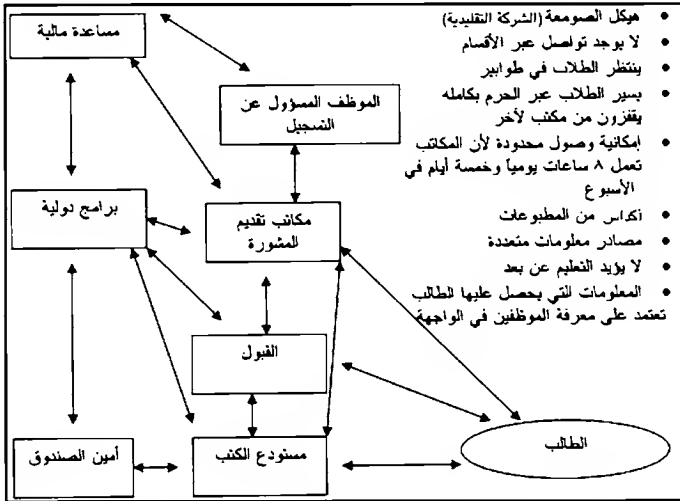 هيكل الصومعة (الشركة التقليدية)
لا يوجد تواصل عبر الأقسام
ينتظر الطلاب في طوابير
يسير الطلاب عبر الحرم بكامله
يقفزون من مكتب لآخر
إمكانية وصول محدودة لأن المكاتب
تعمل ٨ ساعات يومياً وخمسة أيام في
الأسبوع
أكداس من المطبوعات
مصادر معلومات متعددة
لا يؤيد التعليم عن بعد
المعلومات التي يحصل عليها الطالب
تعتمد على معرفة الموظفين في الواجهة
مساعدة مالية
الموظف المسؤول عن
التسجيل
برامج دولية
مكاتب تقديم
المشورة
القبول
الطالب
مستودع الكتب
أمين الصندوق